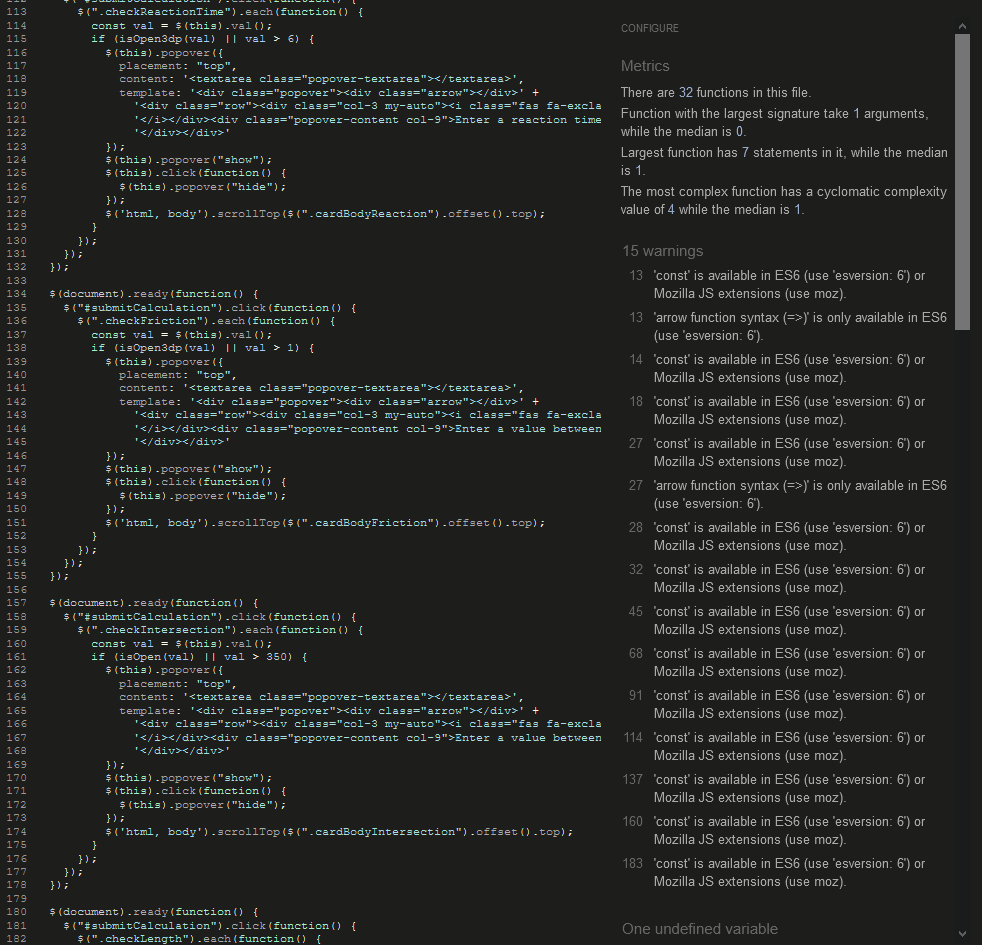 112 $("#submitCalculation").click(function() {
113 $(".checkReactionTime").each(function() {
114 const val = $(this).val();
115 if (isOpen3dp(val) || val > 6) {
116 $(this).popover({
117 placement: "top",
118 content: '<textarea class="popover-textarea"></textarea>',
119 template: '<div class="popover"><div class="arrow"></div>' +
120 '<div class="row"><div class="col-3 my-auto"><i class="fas fa-excla
121 '</i></div><div class="popover-content col-9">Enter a reaction time
122 '</div></div>'
123 });
124 $(this).popover("show");
125 $(this).click(function() {
126 $(this).popover("hide");
127 });
128 $('html, body').scrollTop($(".cardBodyReaction").offset().top);
129 }
130 });
131 });
132 });
133
134 $(document).ready(function() {
135 $("#submitCalculation").click(function() {
136 $(".checkFriction").each(function() {
137 const val = $(this).val();
138 if (isOpen3dp(val) || val > 1) {
139 $(this).popover({
140 placement: "top",
141 content: '<textarea class="popover-textarea"></textarea>',
142 template: '<div class="popover"><div class="arrow"></div>' +
143 '<div class="row"><div class="col-3 my-auto"><i class="fas fa-excla
144 '</i></div><div class="popover-content col-9">Enter a value between
145 '</div></div>'
146 });
147 $(this).popover("show");
148 $(this).click(function() {
149 $(this).popover("hide");
150 });
151 $('html, body').scrollTop($(".cardBodyFriction").offset().top);
152 }
153 });
154 });
155 });
156
157 $(document).ready(function() {
158 $("#submitCalculation").click(function() {
159 $(".checkIntersection").each(function() {
160 const val = $(this).val();
161 if (isOpen(val) || val > 350) {
162 $(this).popover({
163 placement: "top",
164 content: '<textarea class="popover-textarea"></textarea>',
165 template: '<div class="popover"><div class="arrow"></div>' +
166 '<div class="row"><div class="col-3 my-auto"><i class="fas fa-excla
167 '</i></div><div class="popover-content col-9">Enter a value between
168 '</div></div>'
169 });
170 $(this).popover("show");
171 $(this).click(function() {
172 $(this).popover("hide");
173 });
174 $('html, body').scrollTop($(".cardBodyIntersection").offset().top);
175 }
176 });
177 });
178 });
179
180 $(document).ready(function() {
181 $("#submitCalculation").click(function() {
182 $(".checkLength").each(function() {
CONFIGURE
Metrics
There are 32 functions in this file.
Function with the largest signature take 1 arguments,
while the median is 0.
Largest function has 7 statements in it, while the median
is 1.
The most complex function has a cyclomatic complexity
value of 4 while the median is 1.
15 warnings
13 'const' is available in ES6 (use 'esversion: 6') or
Mozilla JS extensions (use moz).
13 'arrow function syntax (=>)' is only available in ES6
(use 'esversion: 6').
14 'const' is available in ES6 (use 'esversion: 6') or
Mozilla JS extensions (use moz).
18 'const' is available in ES6 (use 'esversion: 6') or
Mozilla JS extensions (use moz).
27 'const' is available in ES6 (use 'esversion: 6') or
Mozilla JS extensions (use moz).
27 'arrow function syntax (=>)' is only available in ES6
(use 'esversion: 6').
28 'const' is available in ES6 (use 'esversion: 6') or
Mozilla JS extensions (use moz).
32 'const' is available in ES6 (use 'esversion: 6') or
Mozilla JS extensions (use moz).
45 'const' is available in ES6 (use 'esversion: 6') or
Mozilla JS extensions (use moz).
68 'const' is available in ES6 (use 'esversion: 6') or
Mozilla JS extensions (use moz).
91 'const' is available in ES6 (use 'esversion: 6') or
Mozilla JS extensions (use moz).
114 'const' is available in ES6 (use 'esversion: 6') or
Mozilla JS extensions (use moz).
137 'const' is available in ES6 (use 'esversion: 6') or
Mozilla JS extensions (use moz).
160 'const' is available in ES6 (use 'esversion: 6') or
Mozilla JS extensions (use moz).
183 'const' is available in ES6 (use 'esversion: 6') or
Mozilla JS extensions (use moz).
One undefined variable